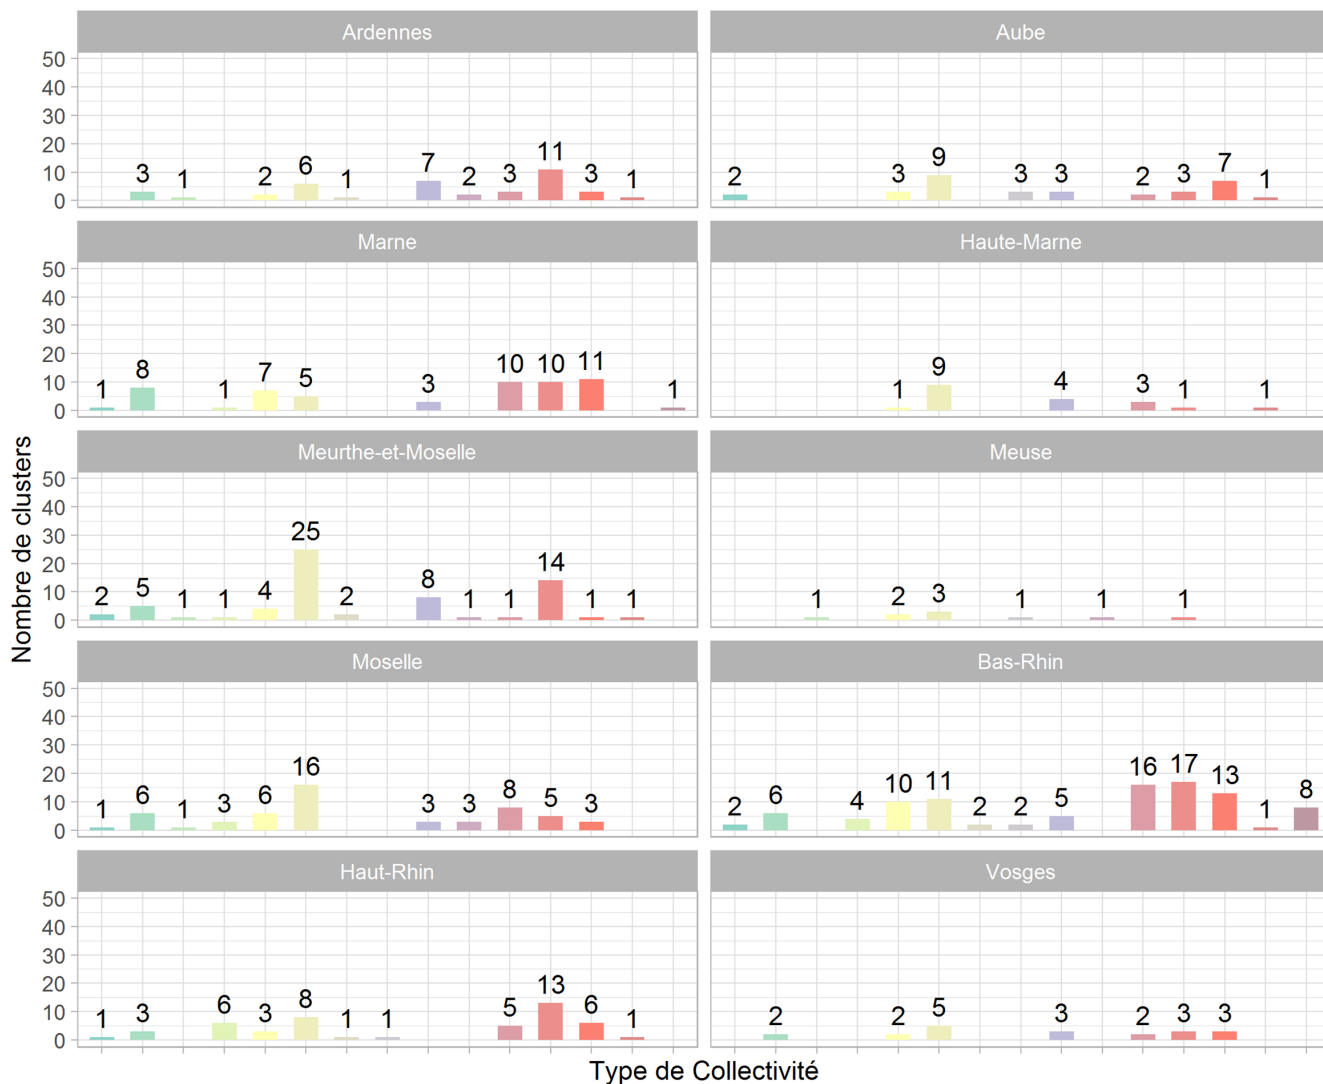 Ardennes
Aube
50
40
30
20
10
0
3 1 2 6 1 7 2 3 11 3 1
2 3 9 3 3 2 3 7 1
Marne
Haute-Marne
50
40
30
20
10
0
1 8 1 7 5 3 10 10 11 1
1 9 4 3 1 1
Meurthe-et-Moselle
Meuse
50
40
30
20
10
0
2 5 1 1 4 25 2 8 1 1 14 1 1
1 2 3 1 1 1
Moselle
Bas-Rhin
50
40
30
20
10
0
1 6 1 3 6 16 3 3 8 5 3
2 6 4 10 11 2 2 5 16 17 13 1 8
Haut-Rhin
Vosges
50
40
30
20
10
0
1 3 6 3 8 1 1 5 13 6 1
2 2 5 3 2 3 3
Nombre de clusters
Type de Collectivité